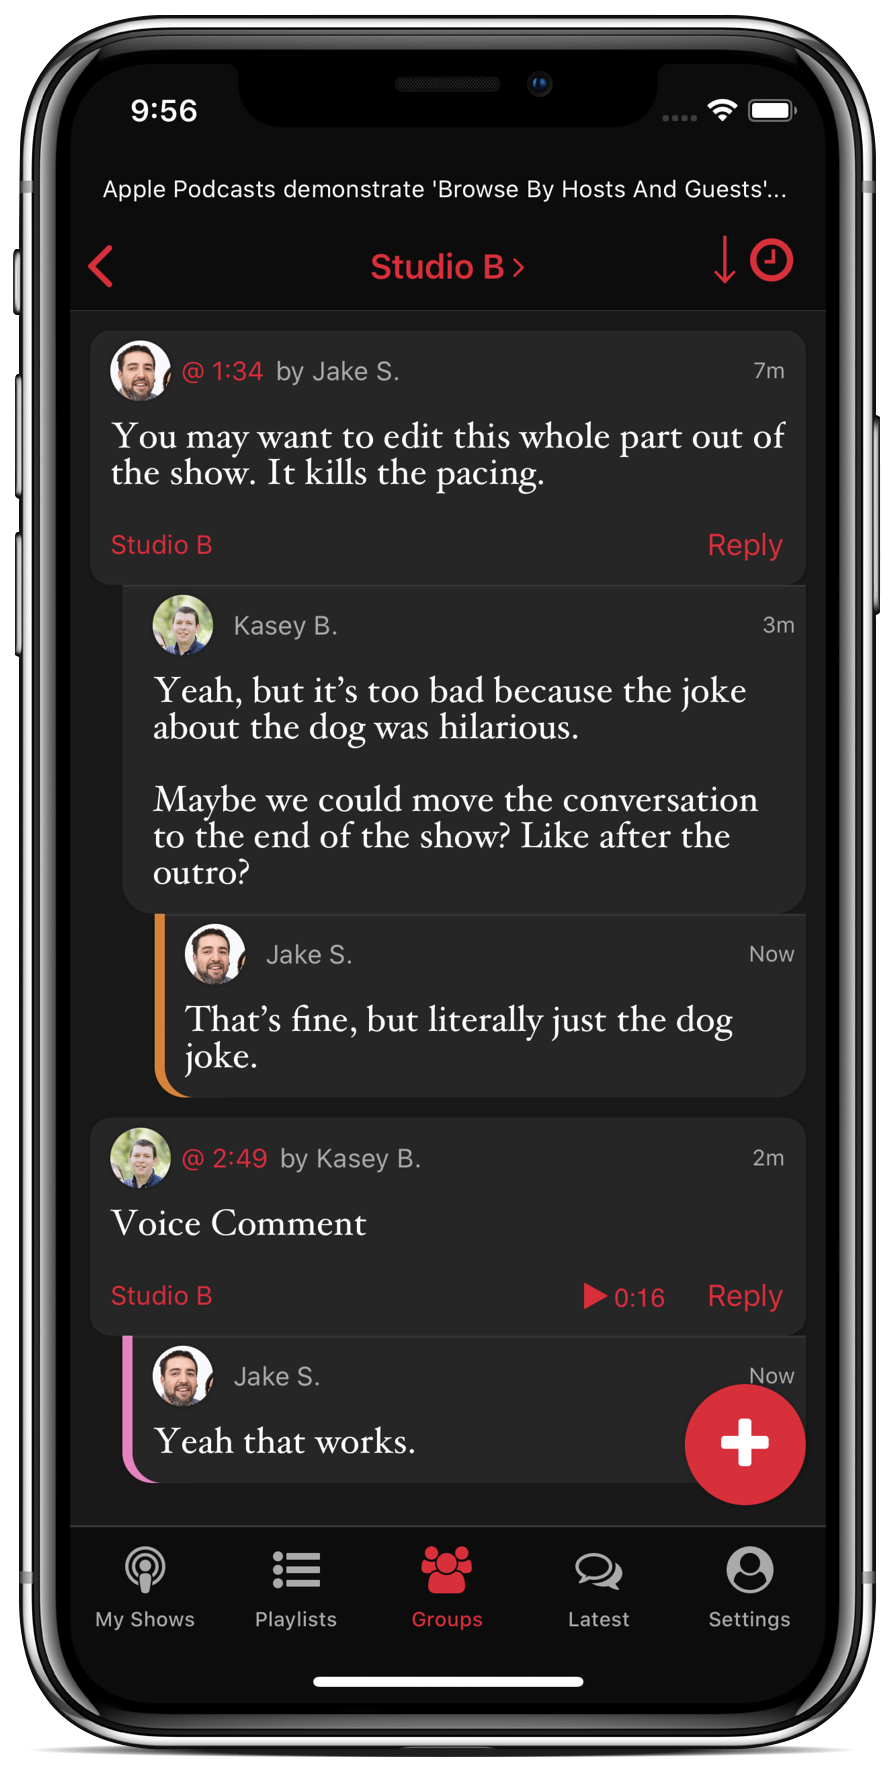 9:56
Apple Podcasts demonstrate 'Browse By Hosts And Guests'...
Studio B
@ 1:34 by Jake S. 7m
You may want to edit this whole part out of
the show. It kills the pacing.
Studio B Reply
Kasey B. 3m
Yeah, but it’s too bad because the joke
about the dog was hilarious.
Maybe we could move the conversation
to the end of the show? Like after the
outro?
Jake S. Now
That’s fine, but literally just the dog
joke.
@ 2:49 by Kasey B. 2m
Voice Comment
Studio B 0:16 Reply
Jake S. Now
Yeah that works.
My Shows Playlists Groups Latest Settings